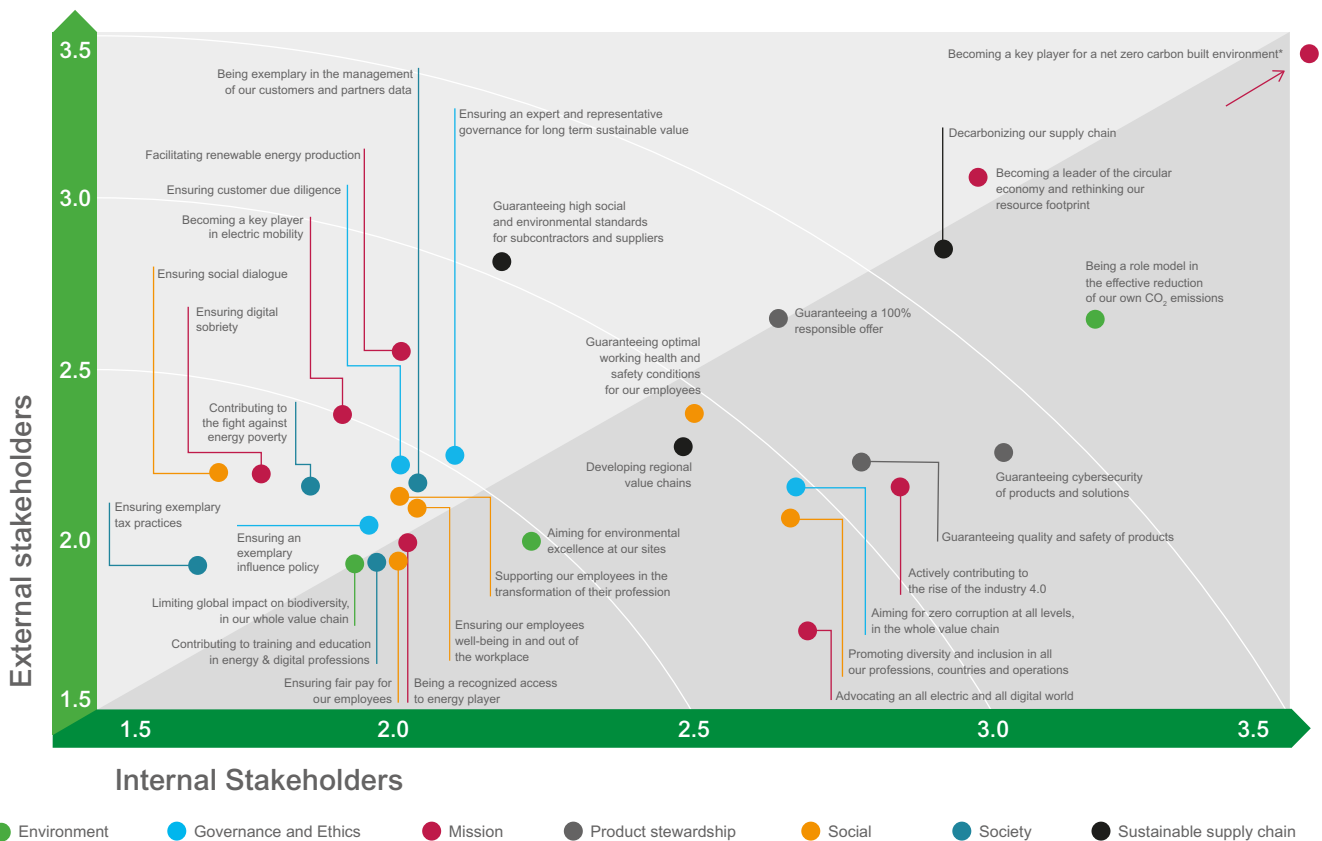 3.5
Becoming a key player for a net zero carbon built environment*
Being exemplary in the management
of our customers and partners data
Ensuring an expert and representative
governance for long term sustainable value
Decarbonizing our supply chain
Facilitating renewable energy production
Becoming a leader of the circular
economy and rethinking our
resource footprint
Ensuring customer due diligence
3.0
Guaranteeing high social
and environmental standards
for subcontractors and suppliers
Becoming a key player
in electric mobility
Ensuring social dialogue
Being a role model in
the effective reduction
of our own CO2 emissions
Ensuring digital
sobriety
Guaranteeing a 100%
responsible offer
Guaranteeing optimal
working health and
safety conditions
for our employees
2.5
Contributing to
the fight against
energy poverty
Developing regional
value chains
Guaranteeing cybersecurity
of products and solutions
Ensuring exemplary
tax practices
2.0
Ensuring an
exemplary
influence policy
Aiming for environmental
excellence at our sites
Guaranteeing quality and safety of products
Supporting our employees in the
transformation of their profession
Actively contributing to
the rise of the industry 4.0
Limiting global impact on biodiversity,
in our whole value chain
Aiming for zero corruption at all levels,
in the whole value chain
Ensuring our employees
well-being in and out of
the workplace
Contributing to training and education
in energy & digital professions
Promoting diversity and inclusion in all
our professions, countries and operations
Ensuring fair pay for
our employees
Being a recognized access
to energy player
Advocating an all electric and all digital world
1.5
External stakeholders
1.5
2.0
2.5
3.0
3.5
Internal Stakeholders
Environment
Governance and Ethics
Mission
Product stewardship
Social
Society
Sustainable supply chain